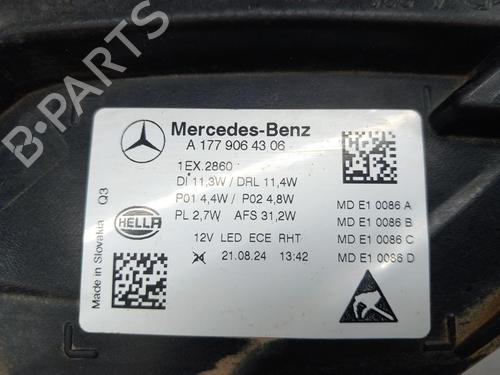 B-PARTS
Mercedes-Benz
A 177 906 43 06
1EX.2860
DI 11,3W / DRL 11,4W
P01 4,4W / P02 4,8W
PL 2,7W AFS 31,2W
12V LED ECE RHT
21.08.24 13:42
HELLA
Made in Slovakia Q3
MD E1 0086 A
MD E1 0086 B
MD E1 0086 C
MD E1 0086 D